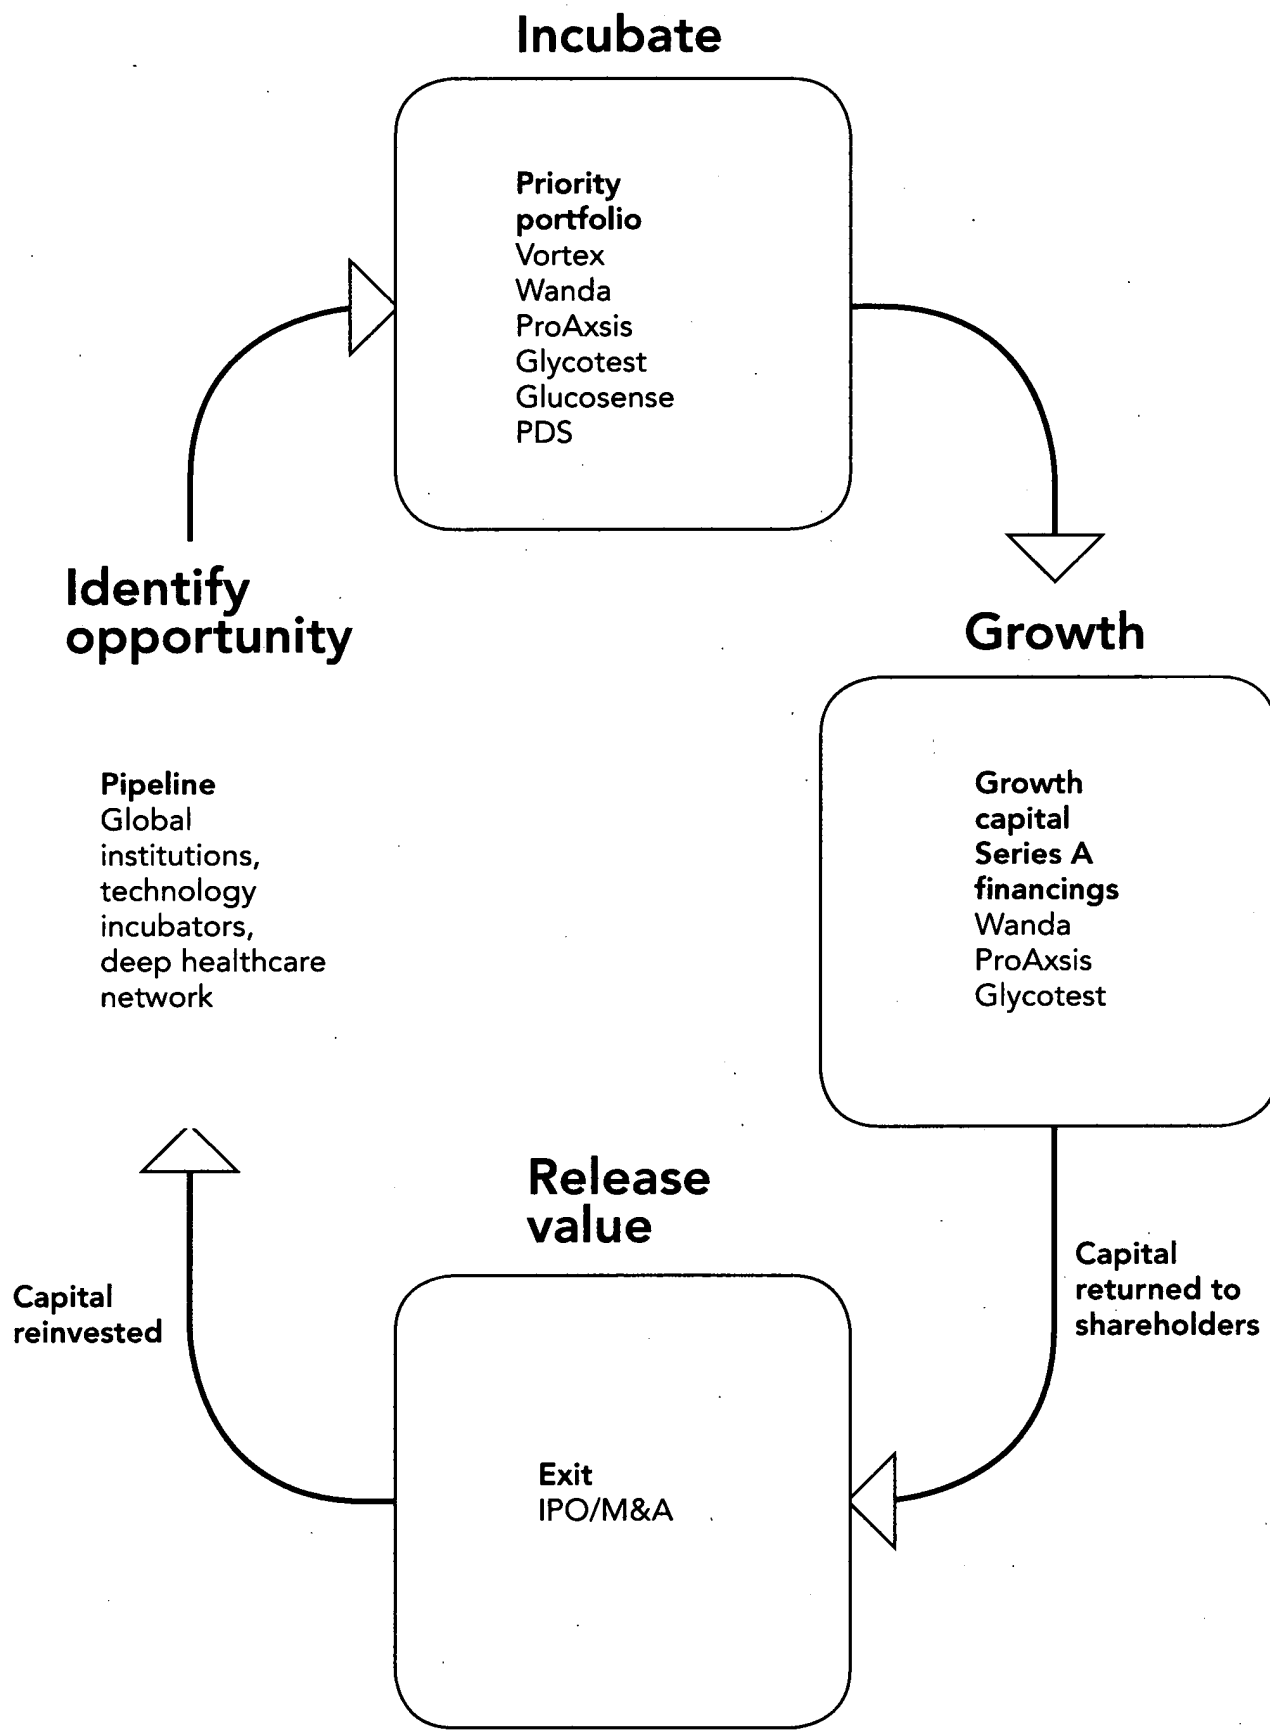 Incubate
Priority
portfolio
Vortex
Wanda
ProAxsis
Glycotest
Glucosense
PDS
Identify
opportunity
Pipeline
Global
institutions,
technology
incubators,
deep healthcare
network
Growth
Growth
capital
Series A
financings
Wanda
ProAxsis
Glycotest
Capital
returned to
shareholders
Release
value
Exit
IPO/M&A
Capital
reinvested